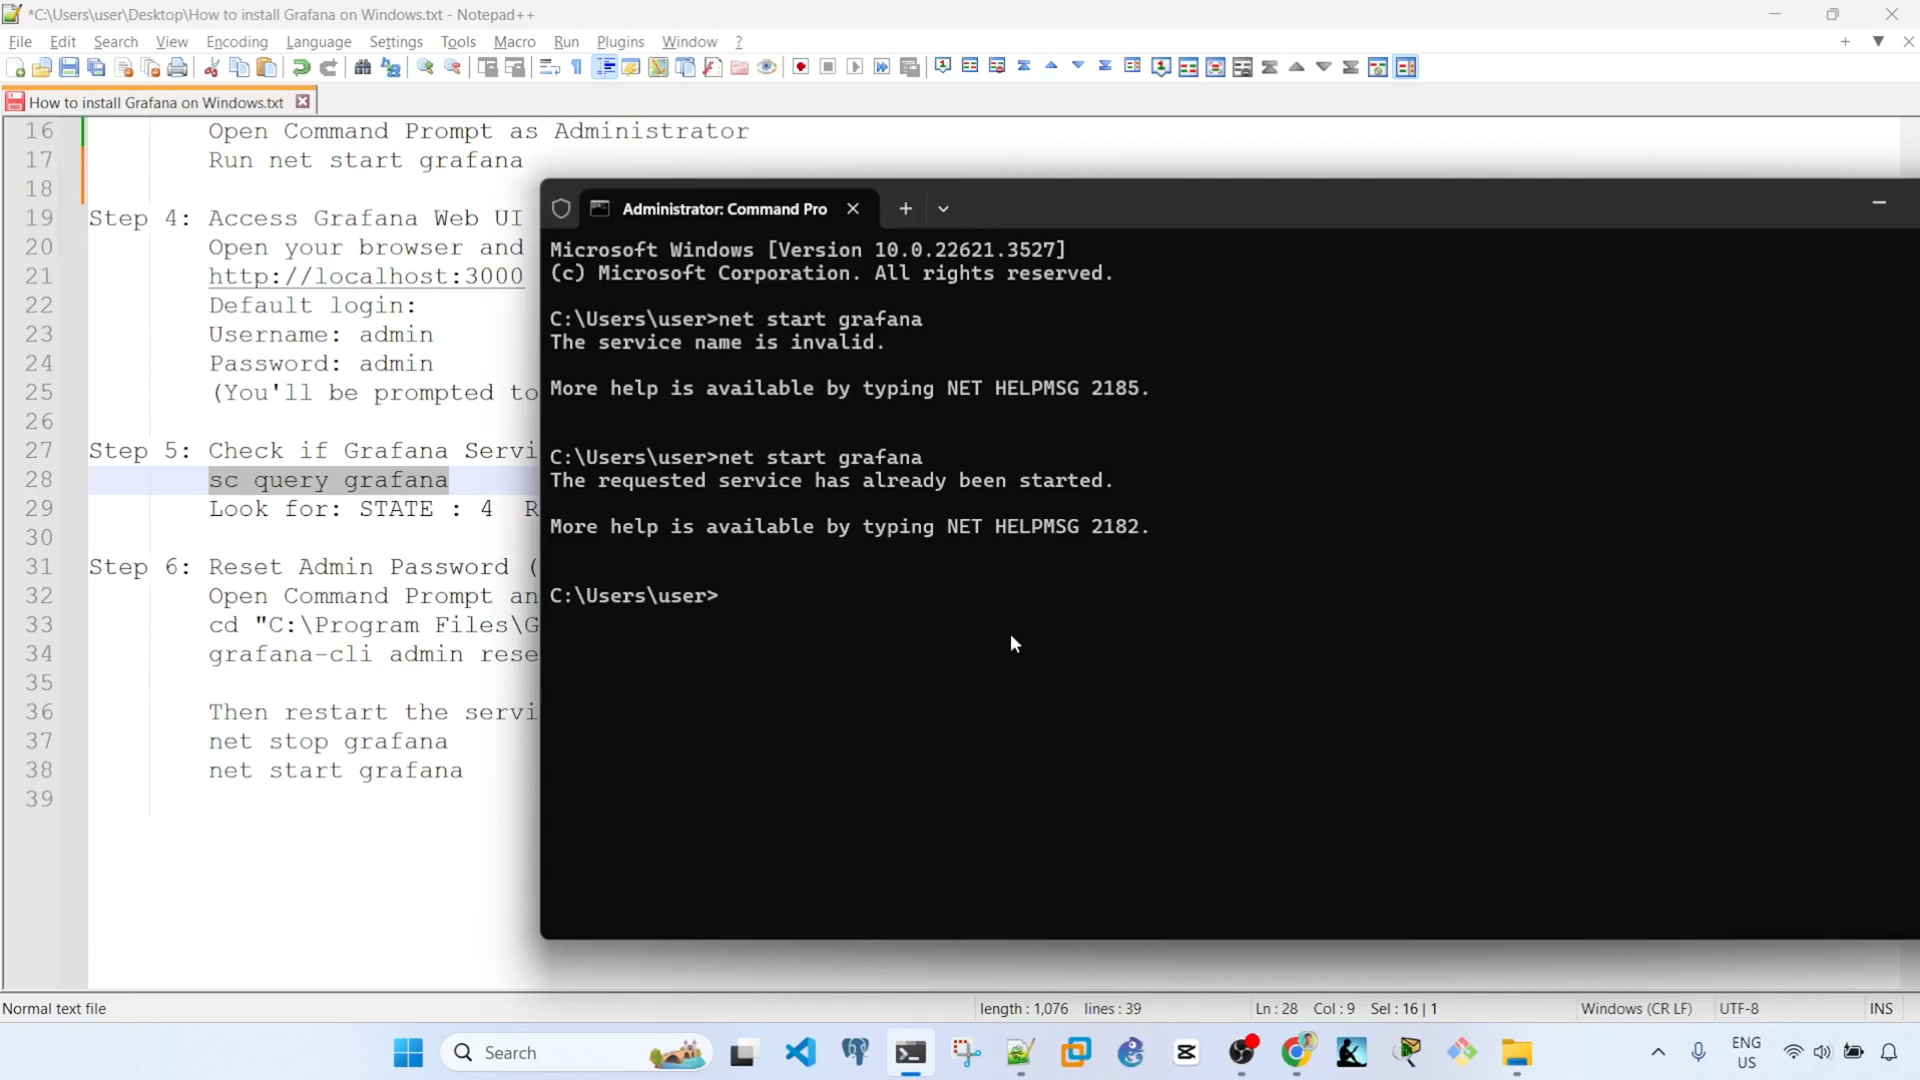 *C:\Users\user\Desktop\How to install Grafana on Windows.txt - Notepad++
File Edit Search View Encoding Language Settings Tools Macro Run Plugins Window ?
How to install Grafana on Windows.txt
16 Open Command Prompt as Administrator
17 Run net start grafana
18
19 Step 4: Access Grafana Web UI
20 Open your browser and
21 http://localhost:3000
22 Default login:
23 Username: admin
24 Password: admin
25 (You'll be prompted to
26
27 Step 5: Check if Grafana Servi
28 sc query grafana
29 Look for: STATE : 4 R
30
31 Step 6: Reset Admin Password (
32 Open Command Prompt an
33 cd "C:\Program Files\G
34 grafana-cli admin rese
35
36 Then restart the servi
37 net stop grafana
38 net start grafana
39
Administrator: Command Pro
Microsoft Windows [Version 10.0.22621.3527]
(c) Microsoft Corporation. All rights reserved.
C:\Users\user>net start grafana
The service name is invalid.
More help is available by typing NET HELPMSG 2185.
C:\Users\user>net start grafana
The requested service has already been started.
More help is available by typing NET HELPMSG 2182.
C:\Users\user>
Normal text file length : 1,076 lines : 39 Ln : 28 Col : 9 Sel : 16 | 1 Windows (CR LF) UTF-8 INS
Search
ENG
US